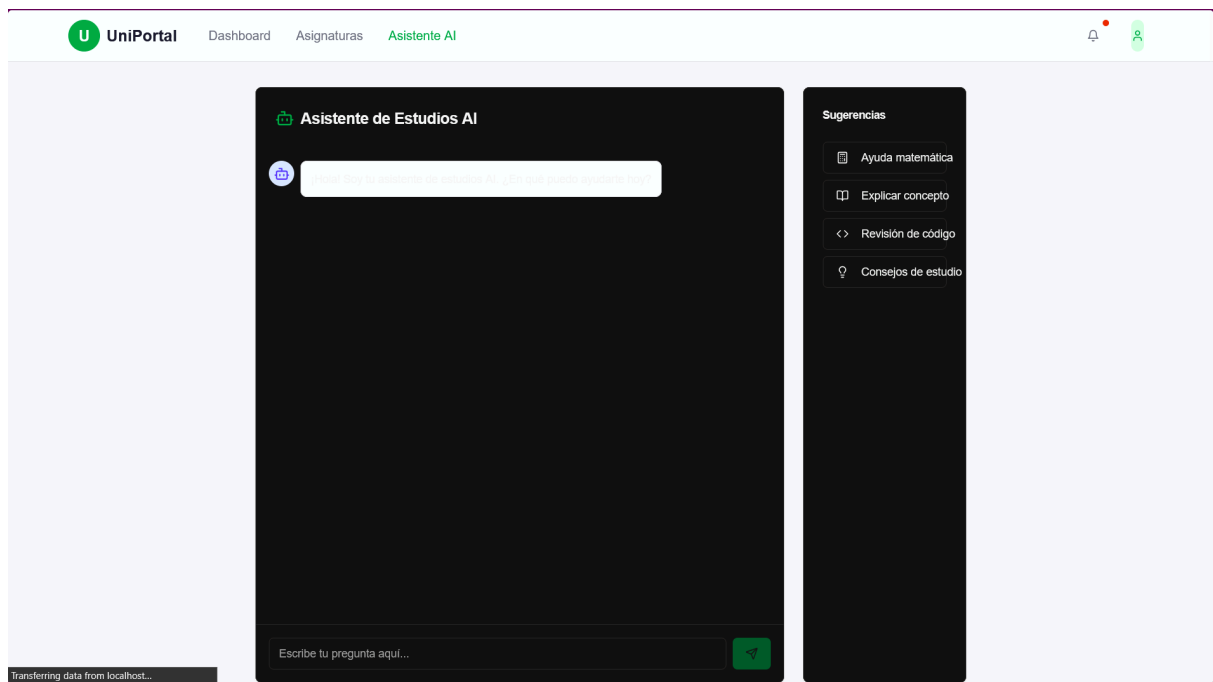 U UniPortal Dashboard Asignaturas Asistente AI
Asistente de Estudios AI
¡Hola! Soy tu asistente de estudios AI. ¿En qué puedo ayudarte hoy?
Escribe tu pregunta aquí...
Sugerencias
Ayuda matemática
Explicar concepto
Revisión de código
Consejos de estudio
Transferring data from localhost...